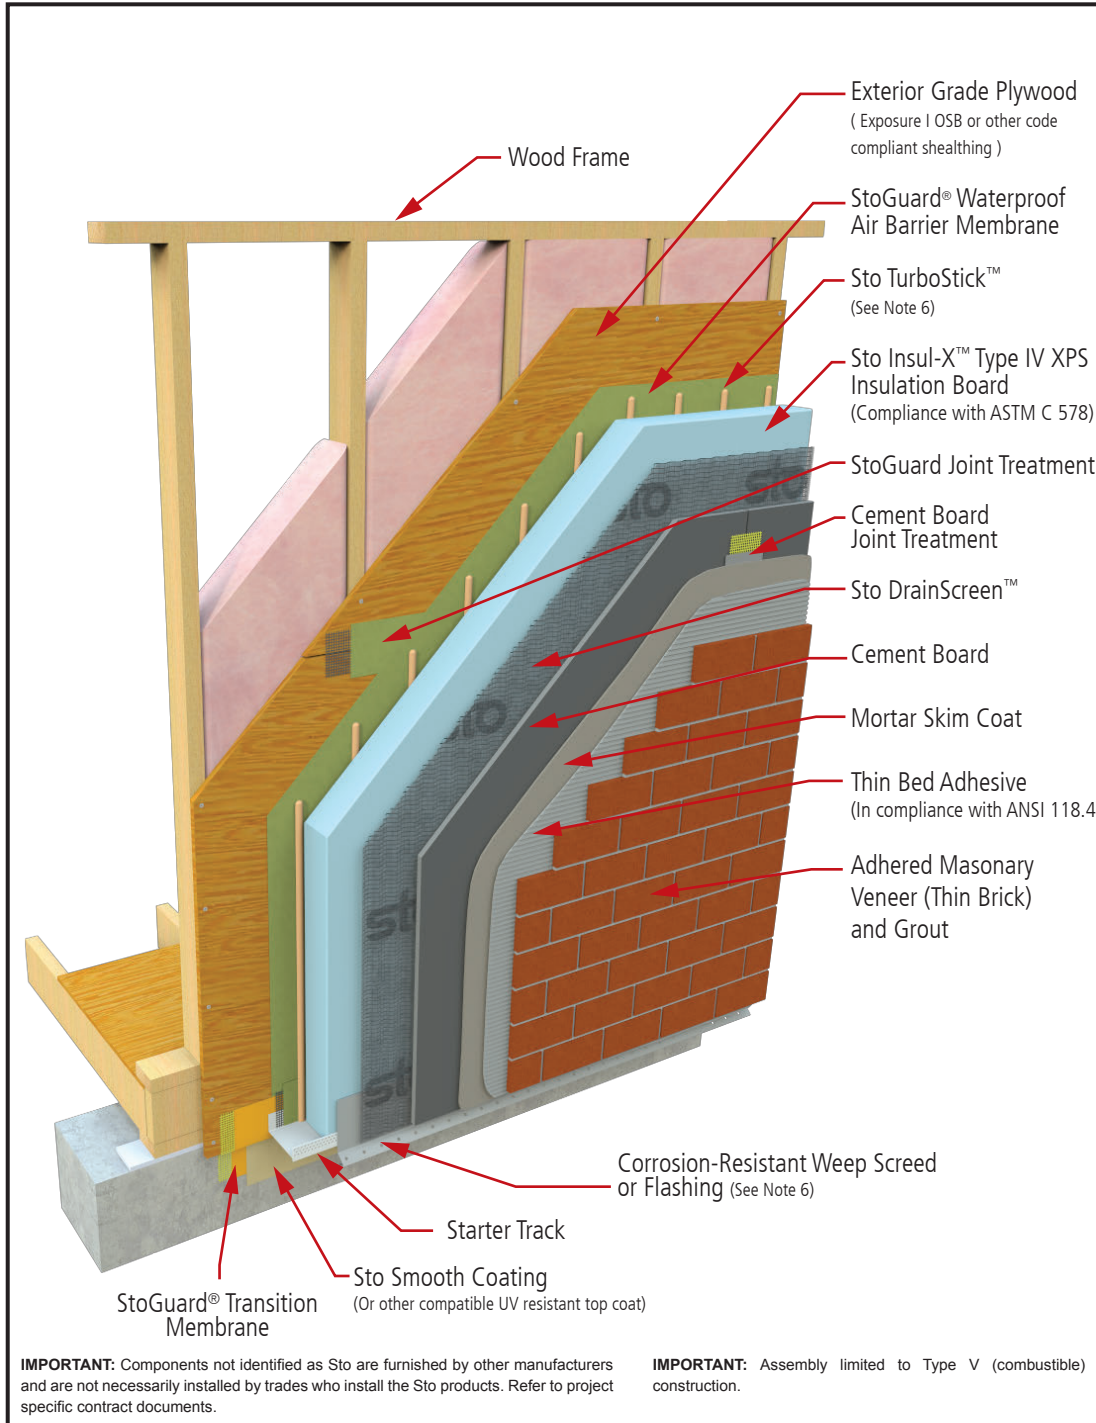 Exterior Grade Plywood
( Exposure I OSB or other code
compliant shealthing )
Wood Frame
StoGuard® Waterproof
Air Barrier Membrane
Sto TurboStick™
(See Note 6)
Sto Insul-X™ Type IV XPS
Insulation Board
(Compliance with ASTM C 578)
StoGuard Joint Treatment
Cement Board
Joint Treatment
Sto DrainScreen™
Cement Board
Mortar Skim Coat
Thin Bed Adhesive
(In compliance with ANSI 118.4
Adhered Masonary
Veneer (Thin Brick)
and Grout
sto
sto
sto
sto
sto
Corrosion-Resistant Weep Screed
or Flashing (See Note 6)
Starter Track
Sto Smooth Coating
(Or other compatible UV resistant top coat)
StoGuard® Transition
Membrane
IMPORTANT: Components not identified as Sto are furnished by other manufacturers
and are not necessarily installed by trades who install the Sto products. Refer to project
specific contract documents.
IMPORTANT: Assembly limited to Type V (combustible)
construction.